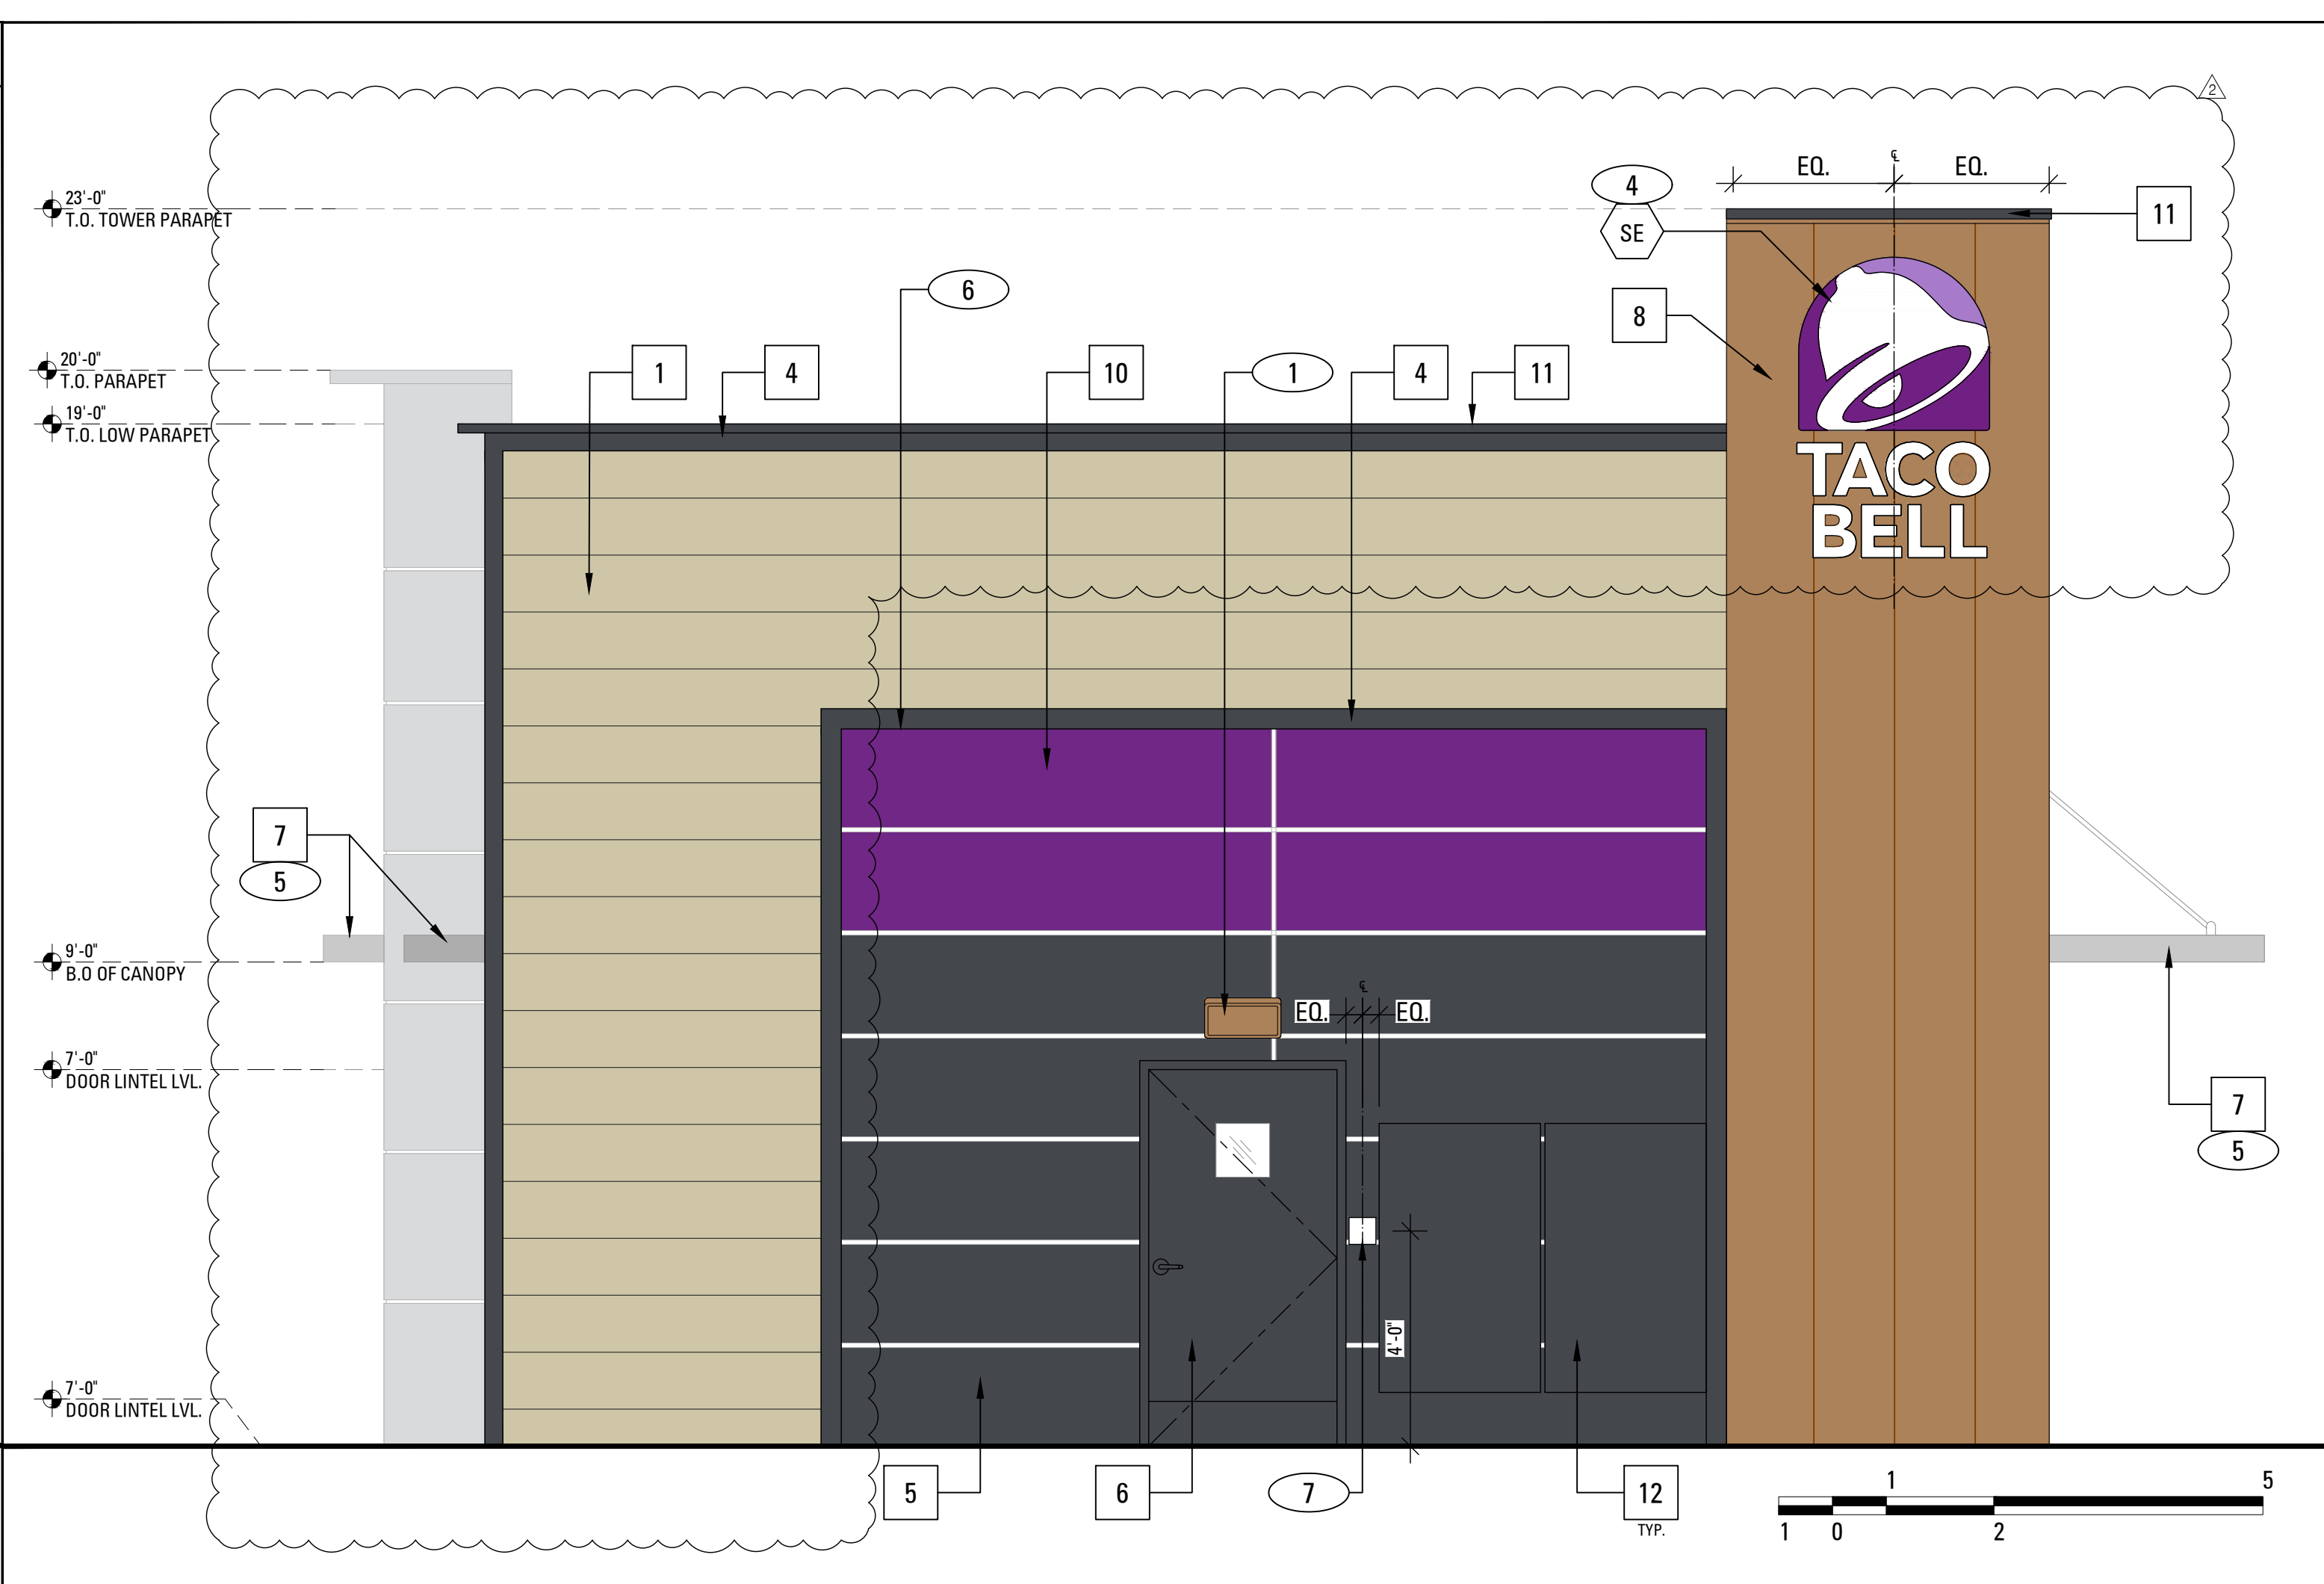 2
EQ. ℄ EQ.
4
SE
11
23'-0"
T.O. TOWER PARAPET
6
8
20'-0"
T.O. PARAPET
1
4
10
1
4
11
19'-0"
T.O. LOW PARAPET
TACO
BELL
7
5
9'-0"
B.O OF CANOPY
℄
EQ. EQ.
7'-0"
DOOR LINTEL LVL.
7
5
4'-0"
7'-0"
DOOR LINTEL LVL.
5
6
7
12
TYP.
1 5
1 0 2